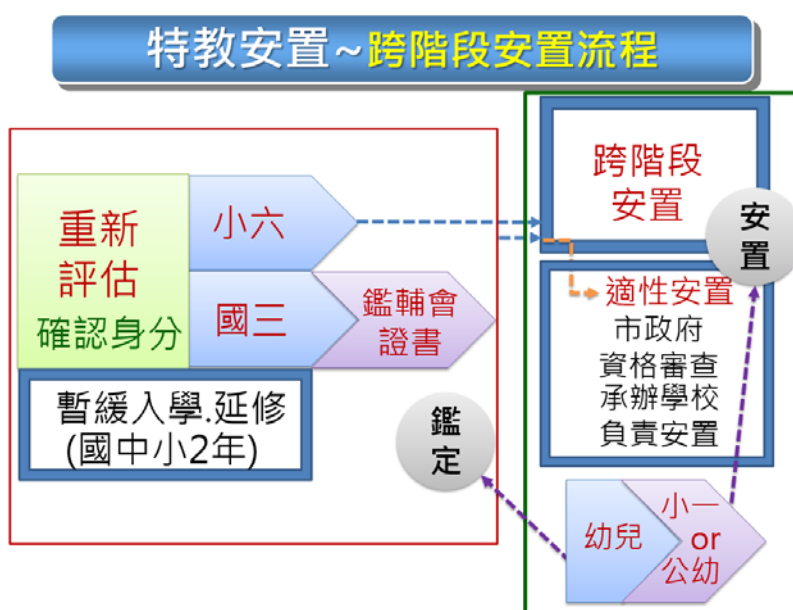 特教安置~跨階段安置流程
重新
評估
確認身分
小六
國三
鑑輔會
證書
暫緩入學.延修
(國中小2年)
鑑
定
跨階段
安置
安
置
適性安置
市政府
資格審查
承辦學校
負責安置
幼兒
小一
or
公幼